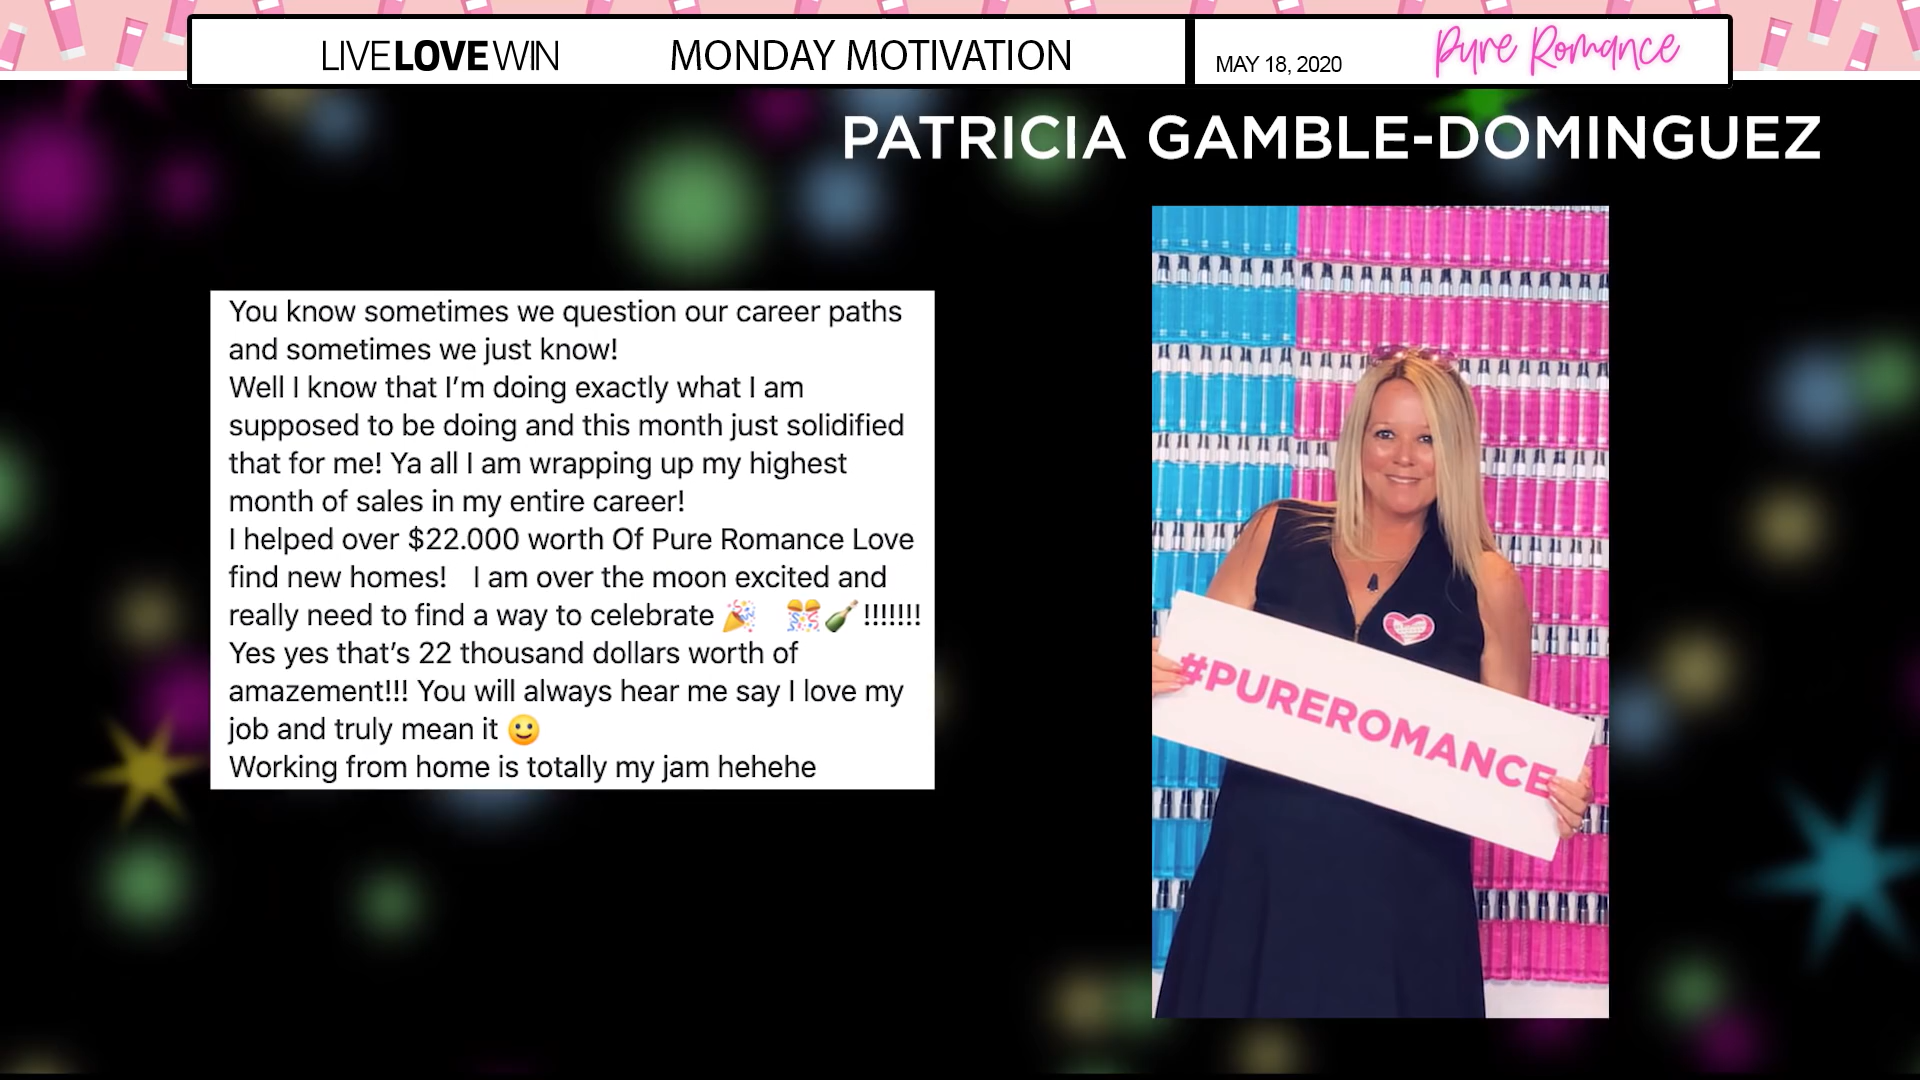 LIVELOVEWIN MONDAY MOTIVATION MAY 18, 2020 Pure Romance
PATRICIA GAMBLE-DOMINGUEZ
You know sometimes we question our career paths
and sometimes we just know!
Well I know that I’m doing exactly what I am
supposed to be doing and this month just solidified
that for me! Ya all I am wrapping up my highest
month of sales in my entire career!
I helped over $22.000 worth Of Pure Romance Love
find new homes! I am over the moon excited and
really need to find a way to celebrate 🎉 🎊🍾!!!!!!!
Yes yes that’s 22 thousand dollars worth of
amazement!!! You will always hear me say I love my
job and truly mean it 🙂
Working from home is totally my jam hehehe
#PUREROMANCE